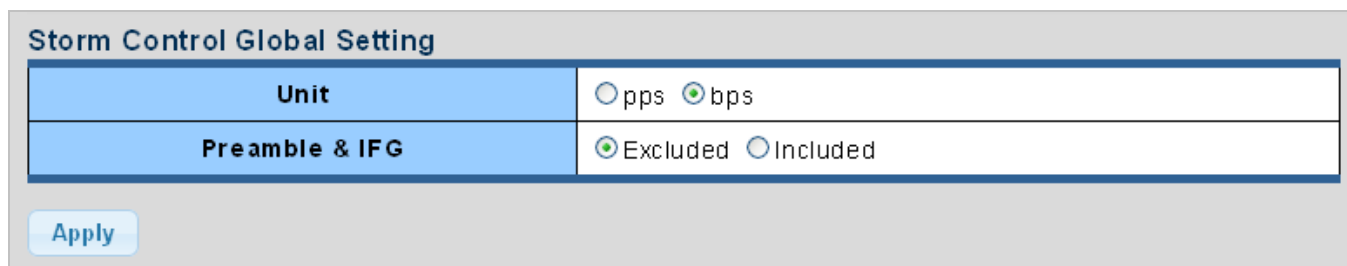 Storm Control Global Setting
Unit pps bps
Preamble & IFG Excluded Included
Apply